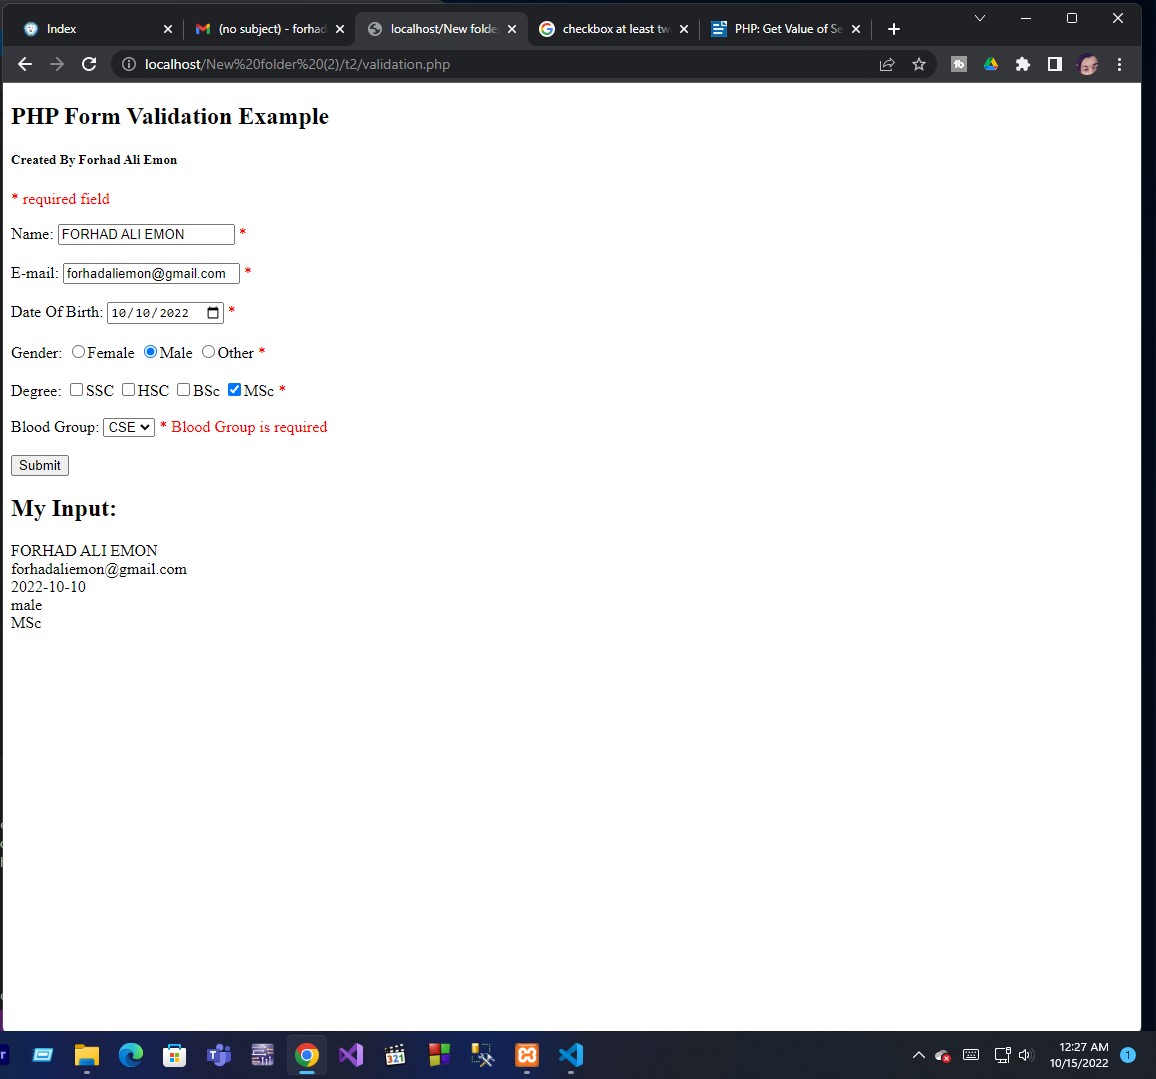 Index
(no subject) - forhad
localhost/New folde
checkbox at least tw
PHP: Get Value of Se
localhost/New%20folder%20(2)/t2/validation.php
PHP Form Validation Example
Created By Forhad Ali Emon
* required field
Name: FORHAD ALI EMON *
E-mail: forhadaliemon@gmail.com *
Date Of Birth: 10/10/2022 *
Gender: Female Male Other *
Degree: SSC HSC BSc MSc *
Blood Group: CSE * Blood Group is required
Submit
My Input:
FORHAD ALI EMON
forhadaliemon@gmail.com
2022-10-10
male
MSc
321
12:27 AM
10/15/2022
1